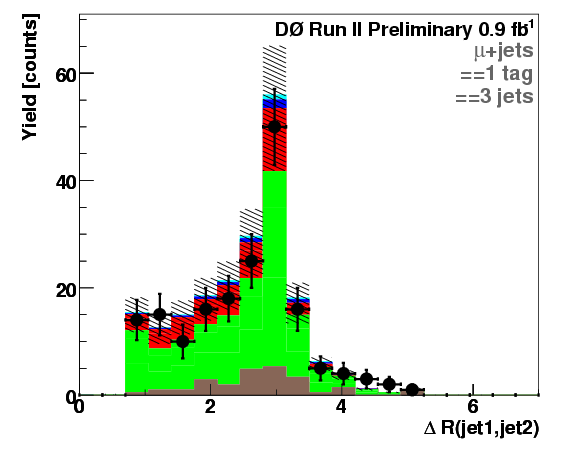 DØ Run II Preliminary 0.9 fb-1
μ+jets
==1 tag
==3 jets
Yield [counts]
60
40
20
0
0 2 4 6
Δ R(jet1,jet2)